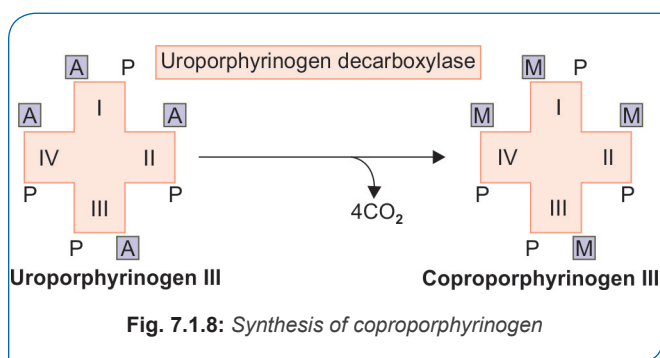 Uroporphyrinogen decarboxylase
A P
A I A
IV II
P III P
P A
Uroporphyrinogen III
4CO₂
M P
M I M
IV II
P III P
P M
Coproporphyrinogen III
Fig. 7.1.8: Synthesis of coproporphyrinogen